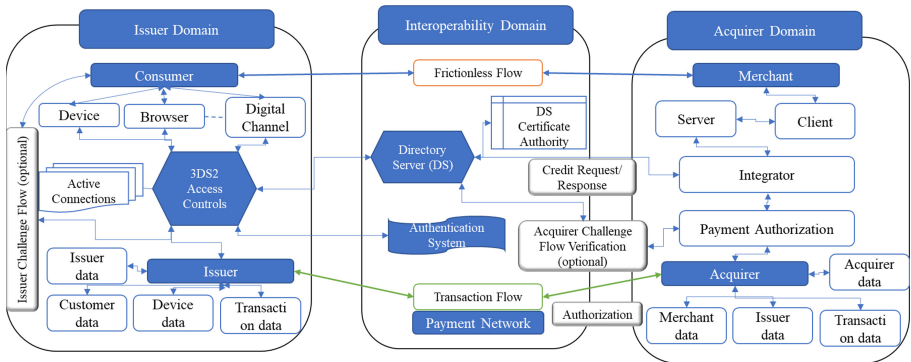 Issuer Domain
Consumer
Device
Browser
Digital
Channel
Issuer Challenge Flow (optional)
Active
Connections
3DS2
Access
Controls
Issuer
data
Issuer
Customer
data
Device
data
Transacti
on data
Interoperability Domain
Frictionless Flow
DS
Certificate
Authority
Directory
Server (DS)
Credit Request/
Response
Authentication
System
Acquirer Challenge
Flow Verification
(optional)
Transaction Flow
Payment Network
Authorization
Acquirer Domain
Merchant
Server
Client
Integrator
Payment Authorization
Acquirer
Acquirer
data
Merchant
data
Issuer
data
Transacti
on data